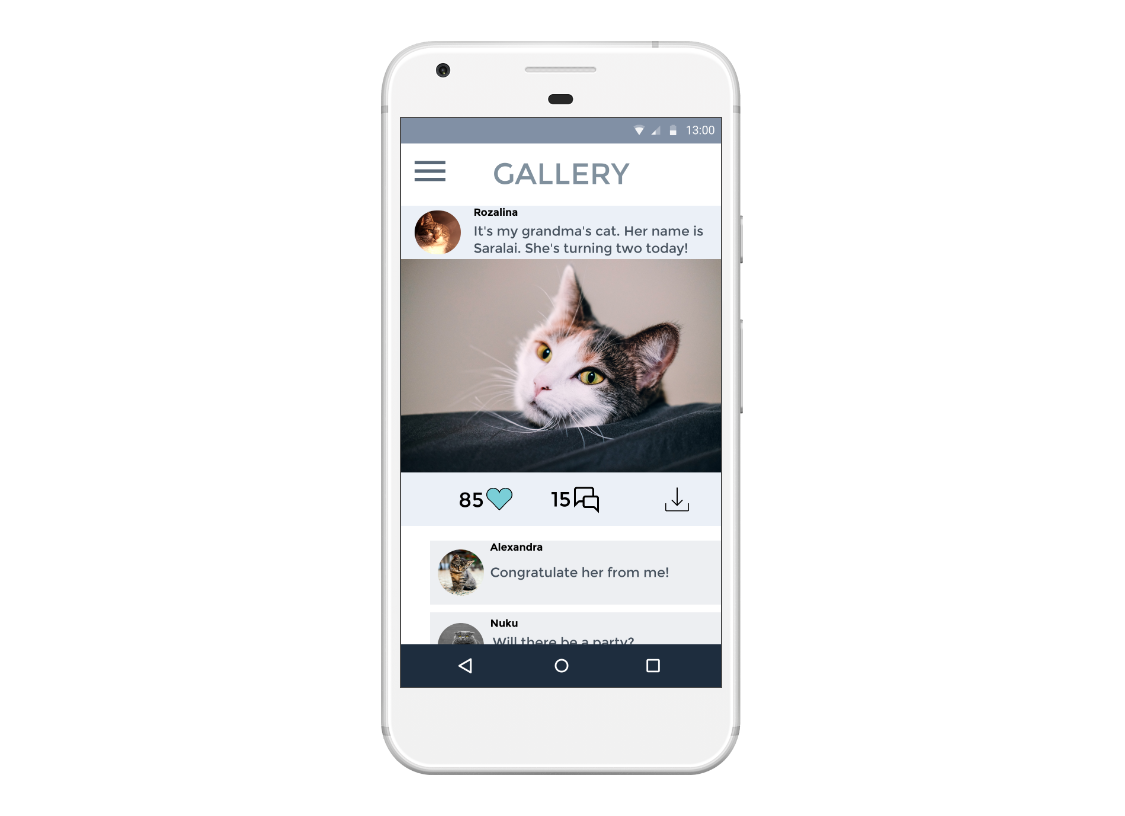 13:00
GALLERY
Rozalina
It's my grandma's cat. Her name is
Saralai. She's turning two today!
85
15
Alexandra
Congratulate her from me!
Nuku
Will there be a party?